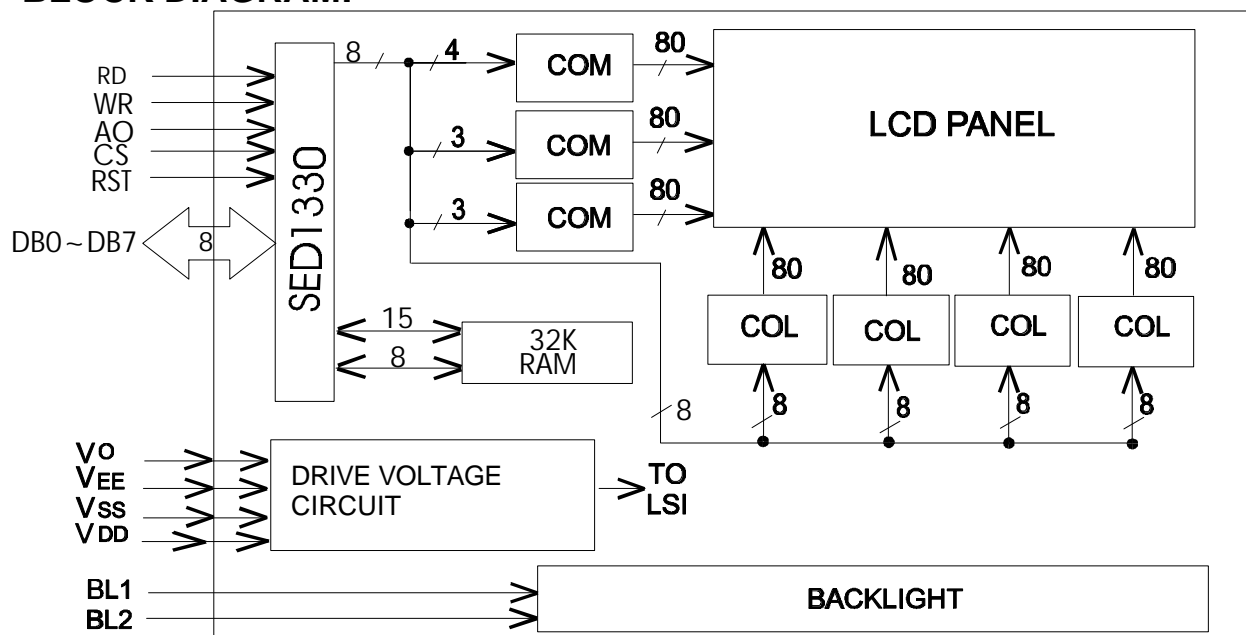 8
4
COM
80
LCD PANEL
RD
WR
AO
CS
RST
DB0~DB7
8
SED1330
3
COM
80
3
COM
80
80
80
80
80
COL
COL
COL
COL
15
8
32K
RAM
8
8
8
8
8
VO
VEE
VSS
VDD
DRIVE VOLTAGE
CIRCUIT
TO
LSI
BL1
BL2
BACKLIGHT